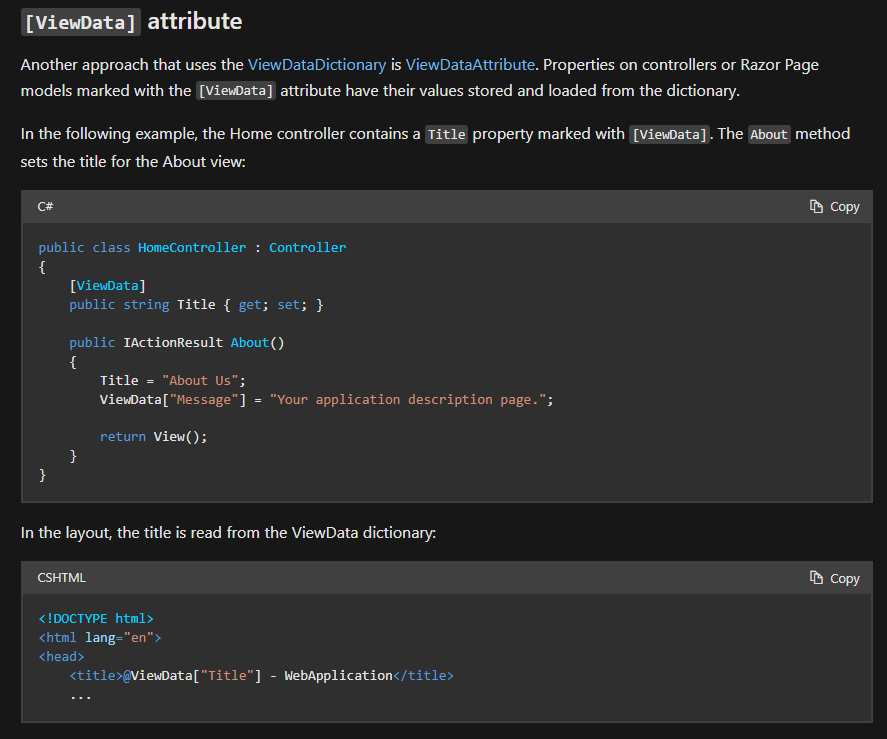 [ViewData] attribute
Another approach that uses the ViewDataDictionary is ViewDataAttribute. Properties on controllers or Razor Page
models marked with the [ViewData] attribute have their values stored and loaded from the dictionary.
In the following example, the Home controller contains a Title property marked with [ViewData]. The About method
sets the title for the About view:
C# Copy
public class HomeController : Controller
{
    [ViewData]
    public string Title { get; set; }

    public IActionResult About()
    {
        Title = "About Us";
        ViewData["Message"] = "Your application description page.";

        return View();
    }
}
In the layout, the title is read from the ViewData dictionary:
CSHTML Copy
<!DOCTYPE html>
<html lang="en">
<head>
    <title>@ViewData["Title"] - WebApplication</title>
    ...